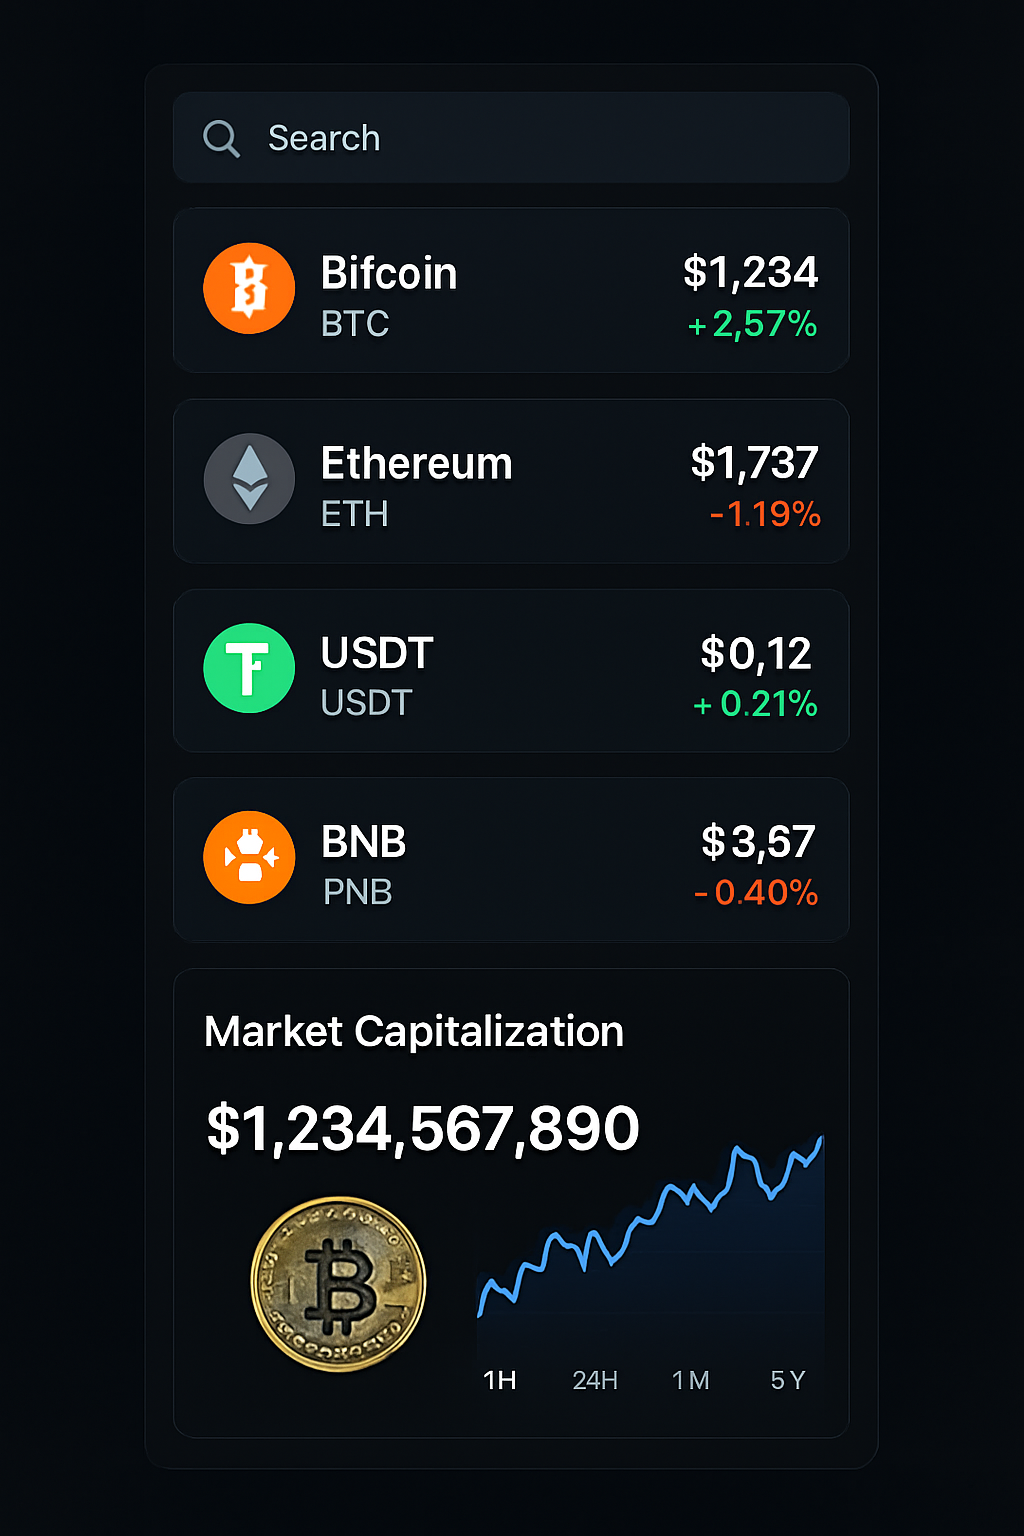 Search
Bifcoin
$1,234
BTC
+2,57%
Ethereum
$1,737
ETH
-1.19%
USDT
$0,12
USDT
+ 0.21%
BNB
$3,67
PNB
- 0.40%
Market Capitalization
$1,234,567,890
1H 24H 1M 5Y